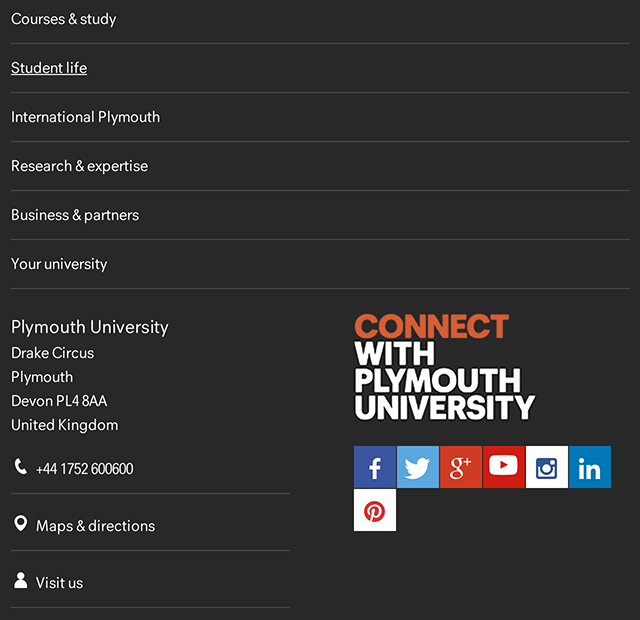 Courses & study
Student life
International Plymouth
Research & expertise
Business & partners
Your university
Plymouth University
Drake Circus
Plymouth
Devon PL4 8AA
United Kingdom
+44 1752 600600
Maps & directions
Visit us
CONNECT
WITH
PLYMOUTH
UNIVERSITY
f
g+
in